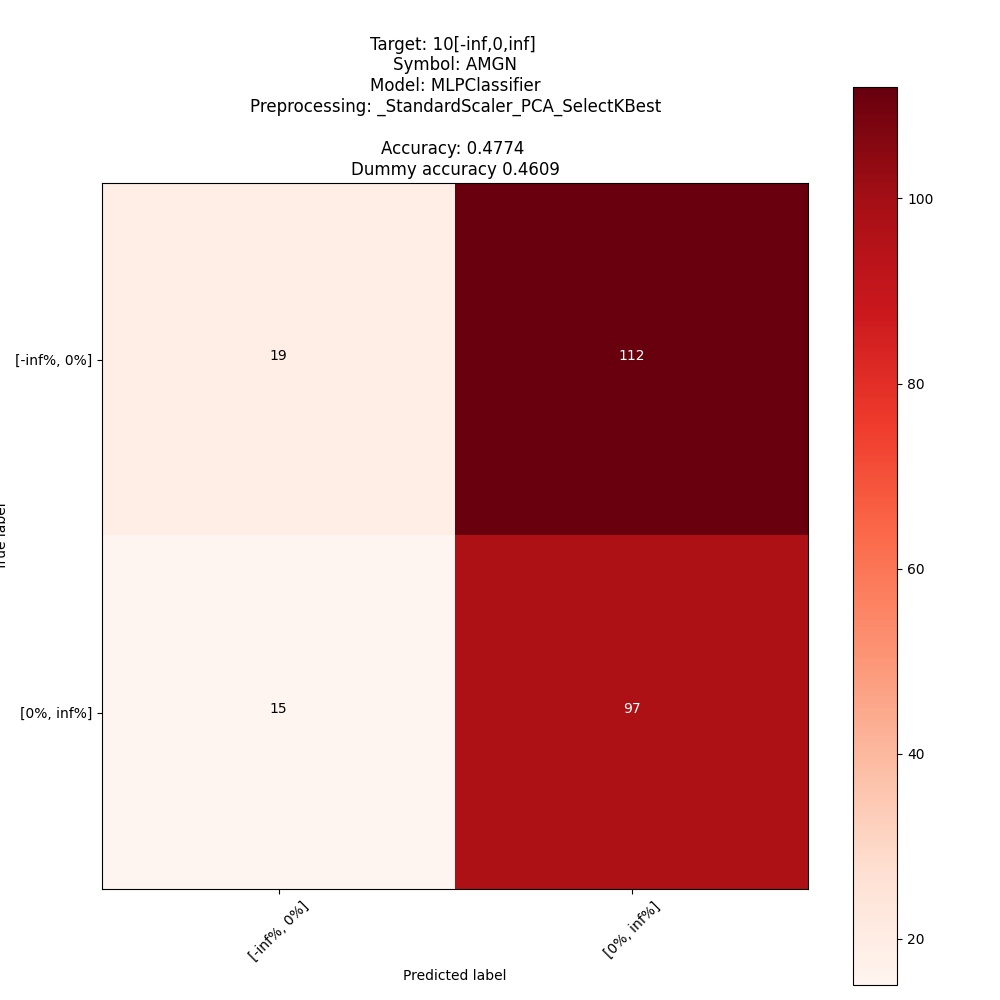 Target: 10[-inf,0,inf]
Symbol: AMGN
Model: MLPClassifier
Preprocessing: _StandardScaler_PCA_SelectKBest
Accuracy: 0.4774
Dummy accuracy 0.4609
[-inf%, 0%]
19
112
[0%, inf%]
15
97
[-inf%, 0%]
[0%, inf%]
Predicted label
label
100
80
60
40
20